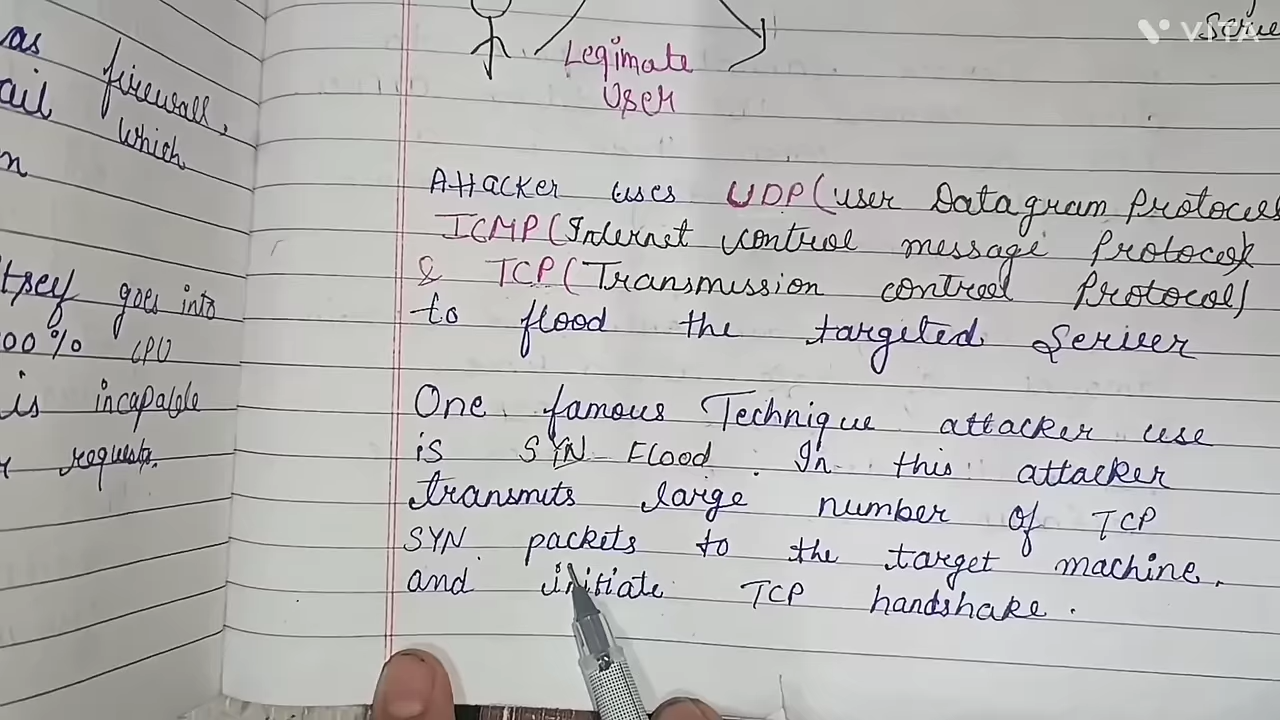 as firewall,
ail which
n
itself goes into
00% CPU
is incapable
r requests.
Legimate
User
Serve
VITA
Attacker uses UDP (user Datagram Protocol
ICMP (Internet control message Protocol)
& TCP (Transmission control Protocol)
to flood the targeted Server
One famous Technique attacker use
is SYN Flood. In this attacker
transmits large number of TCP
SYN packets to the target machine.
and initiate TCP handshake.